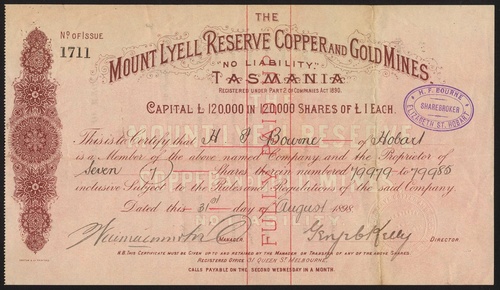 THE
Nº OF ISSUE
1711
MOUNT LYELL RESERVE COPPER AND GOLD MINES
"NO LIABILITY"
TASMANIA
REGISTERED UNDER PART 2 OF COMPANIES ACT 1890.
CAPITAL £120,000 IN 120,000 SHARES OF £1 EACH.
H. F. BOURNE
SHAREBROKER
ELIZABETH ST. HOBART
This is to Certify that H F Bourne of Hobart
is a Member of the above named Company and the Proprietor of
Seven 7 Shares therein numbered 79979 to 79985
inclusive Subject to the Rules and Regulations of the said Company.
Dated this 31st day of August 1898.
MANAGER
DIRECTOR.
N.B. THIS CERTIFICATE MUST BE GIVEN UP TO AND RETAINED BY THE MANAGER ON TRANSFER OF ANY OF THE ABOVE SHARES
REGISTERED OFFICE 31 QUEEN ST. MELBOURNE.
CALLS PAYABLE ON THE SECOND WEDNESDAY IN A MONTH.